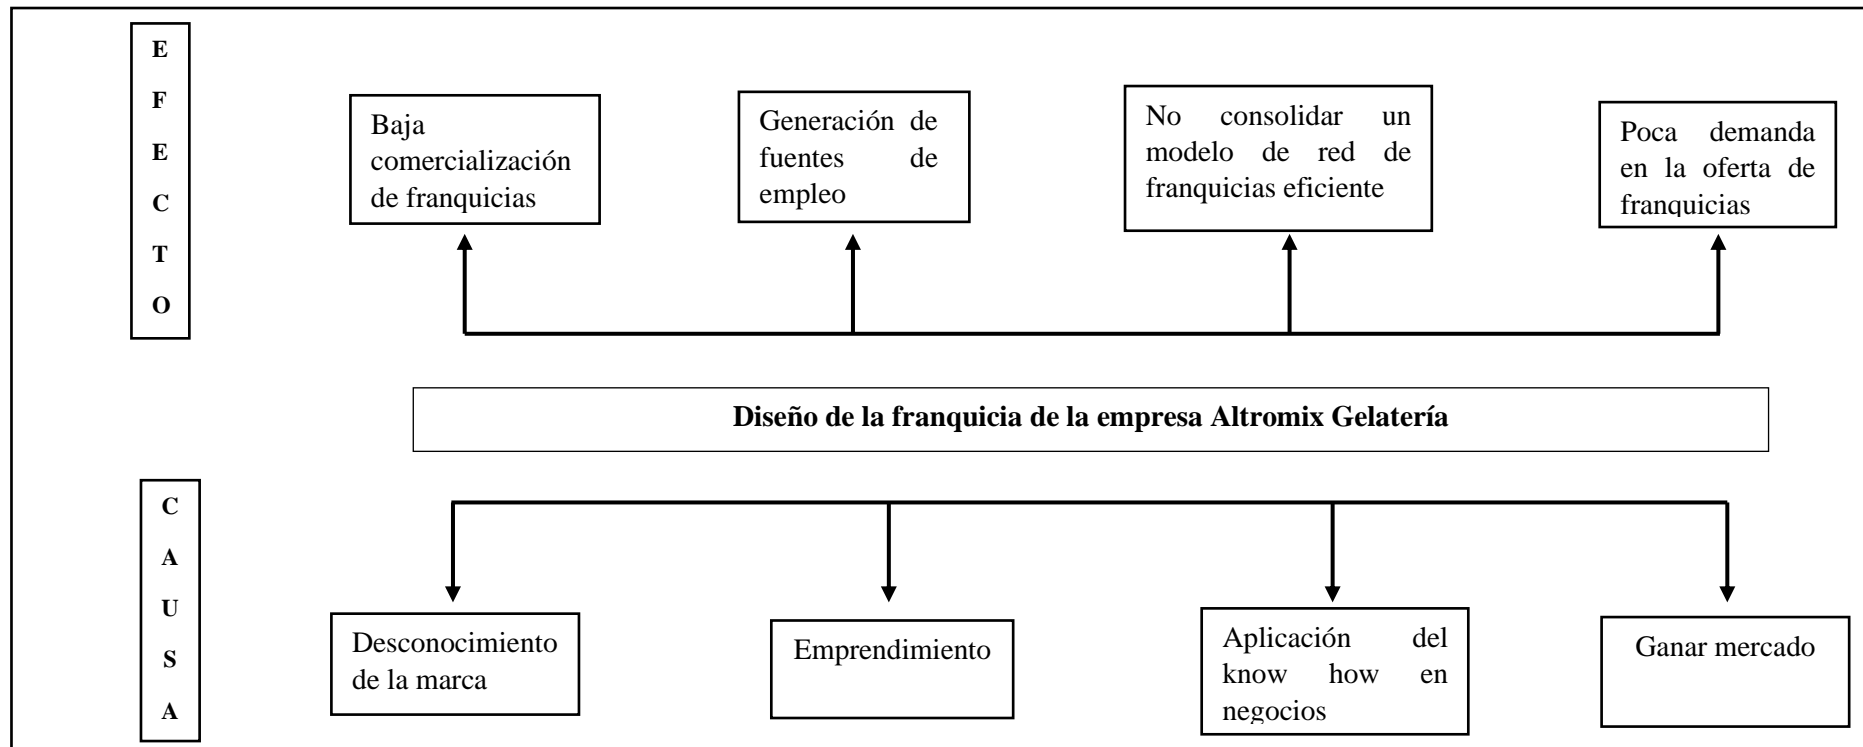 E
F
E
C
T
O
Baja
comercialización
de franquicias
Generación de
fuentes de
empleo
No consolidar un
modelo de red de
franquicias eficiente
Poca demanda
en la oferta de
franquicias
Diseño de la franquicia de la empresa Altromix Gelatería
C
A
U
S
A
Desconocimiento
de la marca
Emprendimiento
Aplicación del
know how en
negocios
Ganar mercado